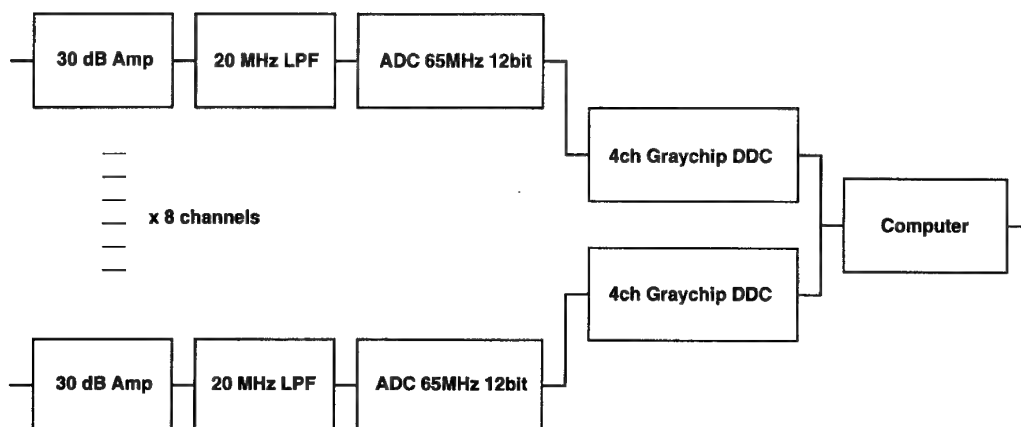 30 dB Amp
20 MHz LPF
ADC 65MHz 12bit
4ch Graychip DDC
x 8 channels
Computer
4ch Graychip DDC
30 dB Amp
20 MHz LPF
ADC 65MHz 12bit